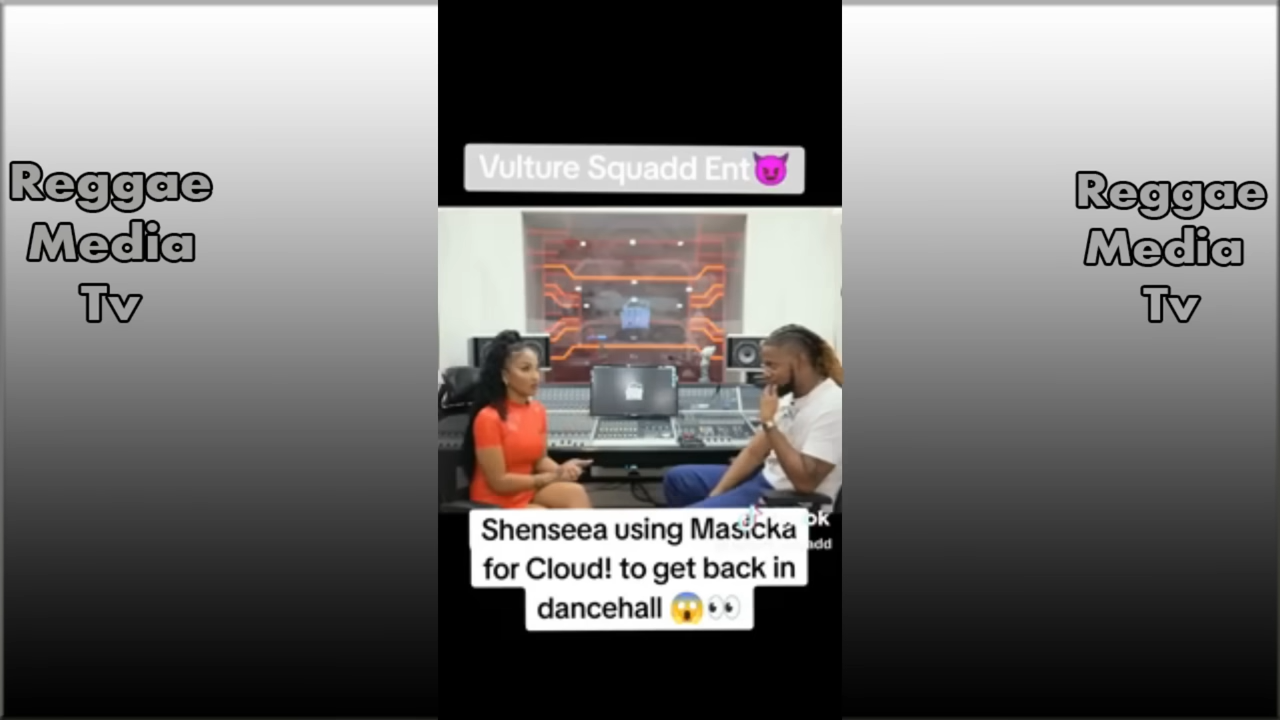 Reggae
Media
Tv
Vulture Squadd Ent😈
Shenseea using Masicka
for Cloud! to get back in
dancehall 😱👀
Reggae
Media
Tv